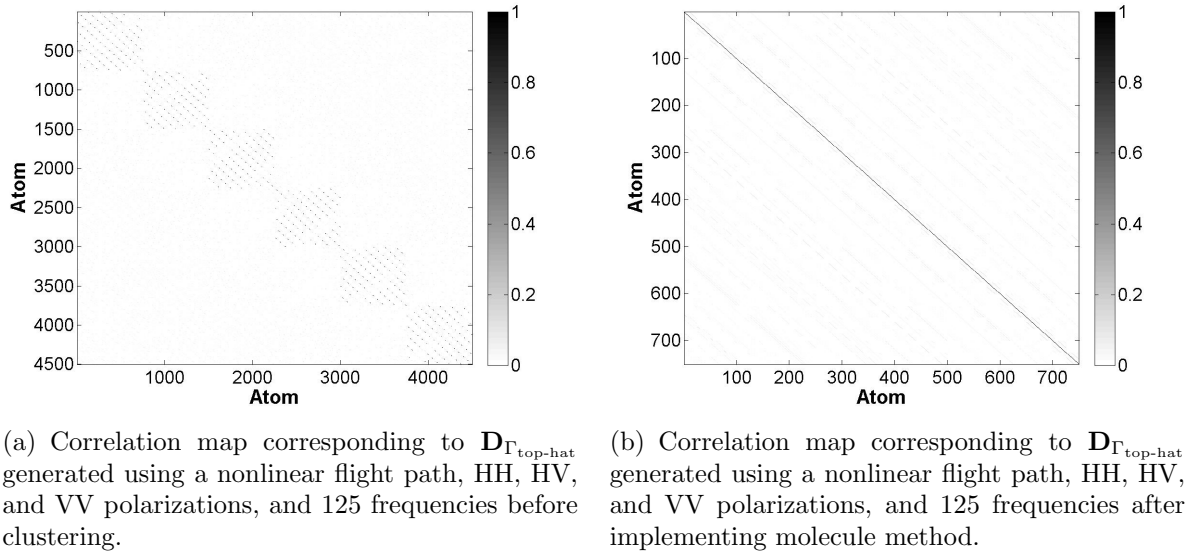 500
1000
1500
2000
2500
3000
3500
4000
4500
Atom
1000 2000 3000 4000
Atom
1
0.8
0.6
0.4
0.2
0
100
200
300
400
500
600
700
Atom
100 200 300 400 500 600 700
Atom
1
0.8
0.6
0.4
0.2
0
(a) Correlation map corresponding to D_Γtop-hat
generated using a nonlinear flight path, HH, HV,
and VV polarizations, and 125 frequencies before
clustering.
(b) Correlation map corresponding to D_Γtop-hat
generated using a nonlinear flight path, HH, HV,
and VV polarizations, and 125 frequencies after
implementing molecule method.